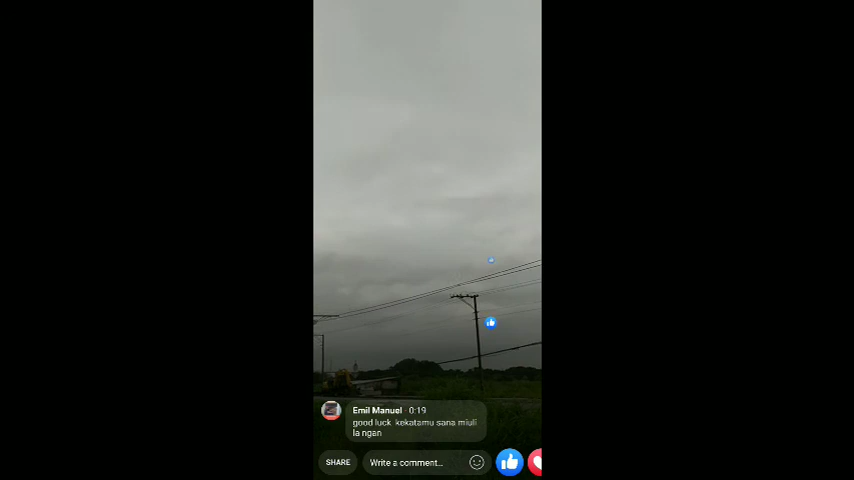 Emil Manuel 0:19
good luck kekatamu sana miuli
la ngan
SHARE
Write a comment...